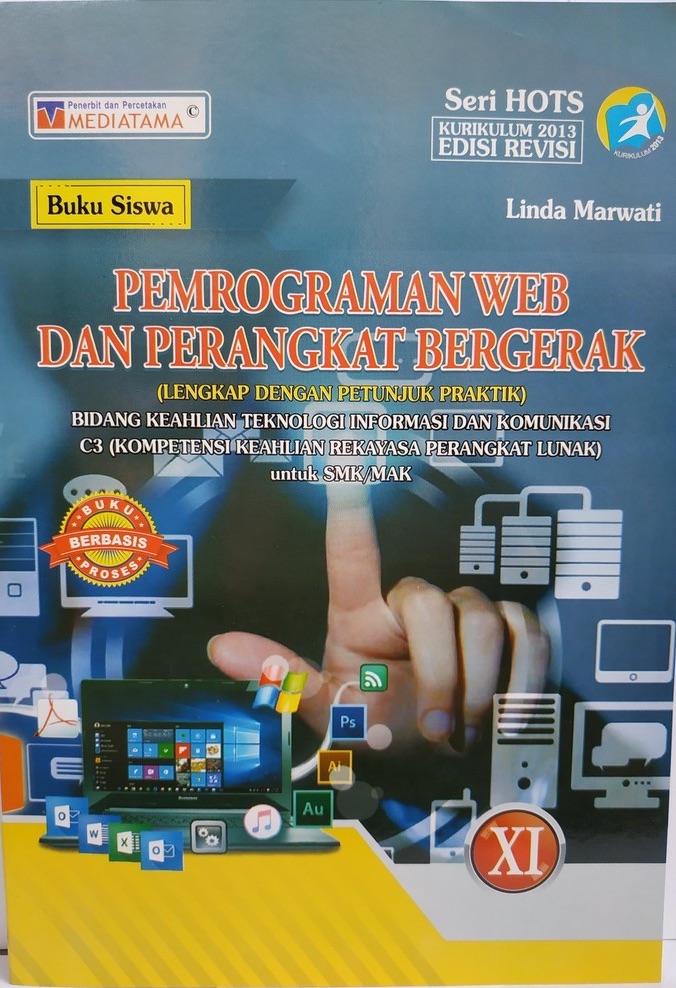 Penerbit dan Percetakan
MEDIATAMA ©
Seri HOTS
KURIKULUM 2013
EDISI REVISI
KURIKULUM 2013
Buku Siswa
Linda Marwati
PEMROGRAMAN WEB
DAN PERANGKAT BERGERAK
(LENGKAP DENGAN PETUNJUK PRAKTIK)
BIDANG KEAHLIAN TEKNOLOGI INFORMASI DAN KOMUNIKASI
C3 (KOMPETENSI KEAHLIAN REKAYASA PERANGKAT LUNAK)
untuk SMK/MAK
BUKU
BERBASIS
PROSES
Ps
Ai
Au
XI